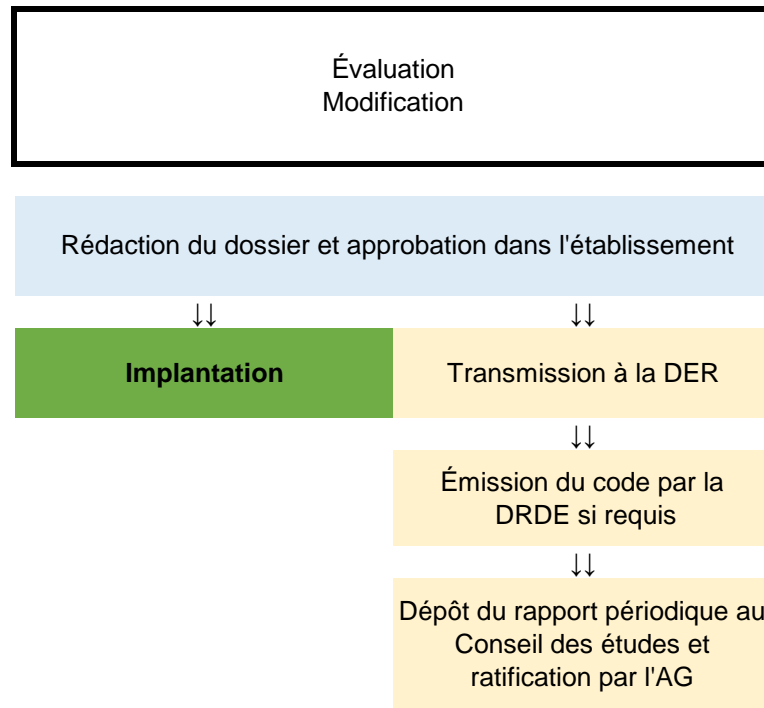 Évaluation
Modification
Rédaction du dossier et approbation dans l'établissement
↓↓ ↓↓
Implantation
Transmission à la DER
↓↓
Émission du code par la
DRDE si requis
↓↓
Dépôt du rapport périodique au
Conseil des études et
ratification par l'AG